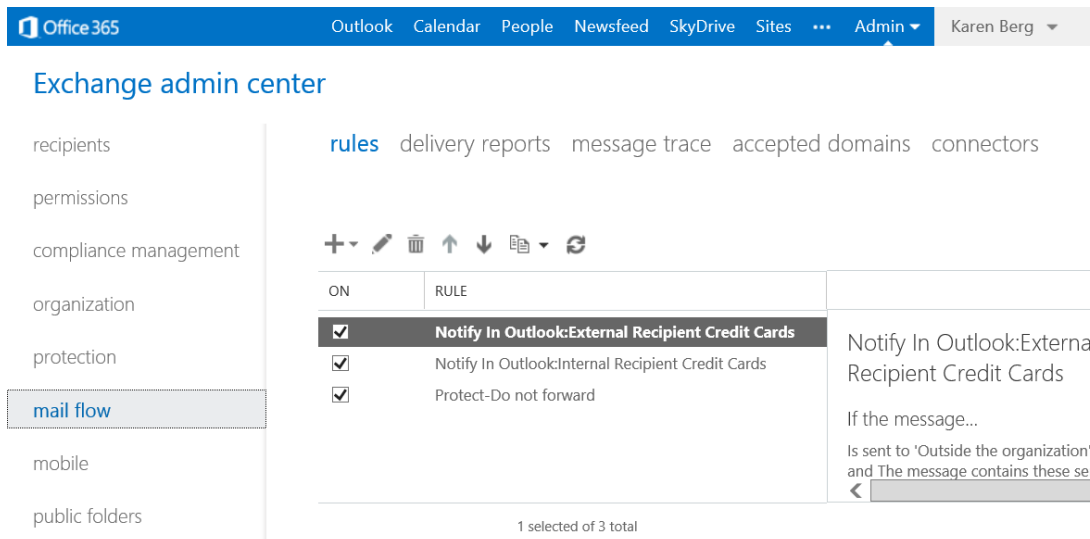 Office 365 Outlook Calendar People Newsfeed SkyDrive Sites ••• Admin Karen Berg
Exchange admin center
recipients
permissions
compliance management
organization
protection
mail flow
mobile
public folders
rules delivery reports message trace accepted domains connectors
ON RULE
Notify In Outlook:External Recipient Credit Cards
Notify In Outlook:Internal Recipient Credit Cards
Protect-Do not forward
1 selected of 3 total
Notify In Outlook:Externa
Recipient Credit Cards
If the message...
Is sent to 'Outside the organization'
and The message contains these se